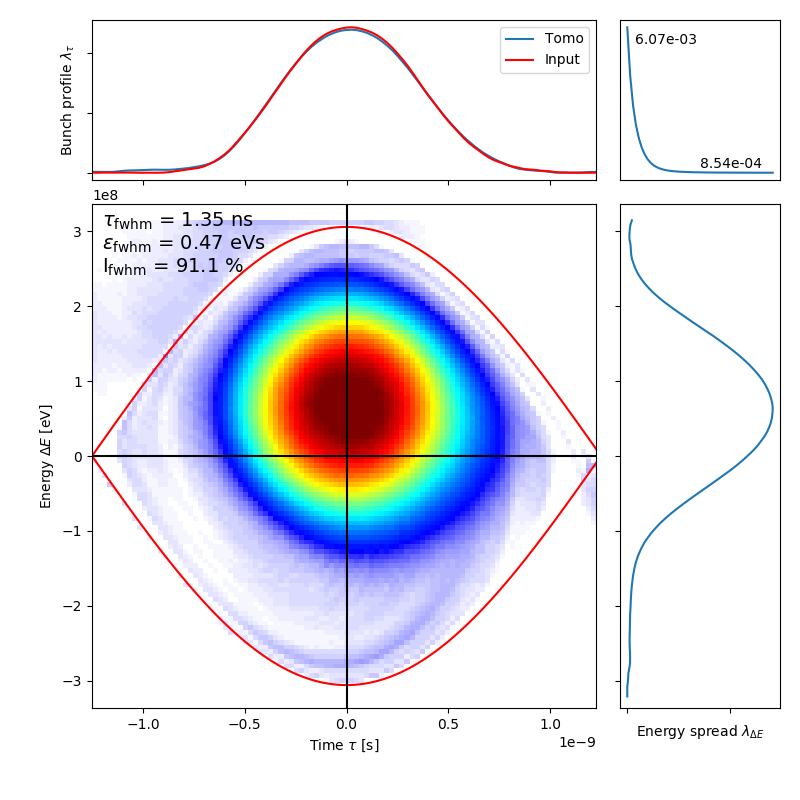 Bunch profile λτ
Tomo
Input
6.07e-03
8.54e-04
1e8
τfwhm = 1.35 ns
εfwhm = 0.47 eVs
Ifwhm = 91.1 %
Energy ΔE [eV]
3
2
1
0
−1
−2
−3
−1.0 −0.5 0.0 0.5 1.0
1e−9
Time τ [s]
Energy spread λΔE